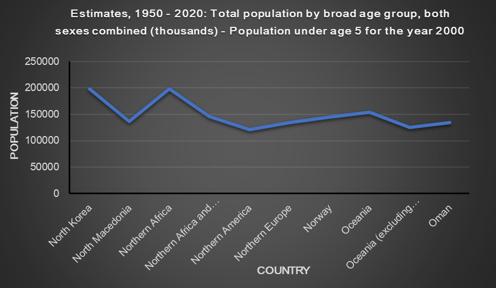 Estimates, 1950 - 2020: Total population by broad age group, both
sexes combined (thousands) - Population under age 5 for the year 2000
POPULATION
250000
200000
150000
100000
50000
0
North Korea
North Macedonia
Northern Africa
Northern Africa and...
Northern America
Northern Europe
Norway
Oceania
Oceania (excluding...
Oman
COUNTRY